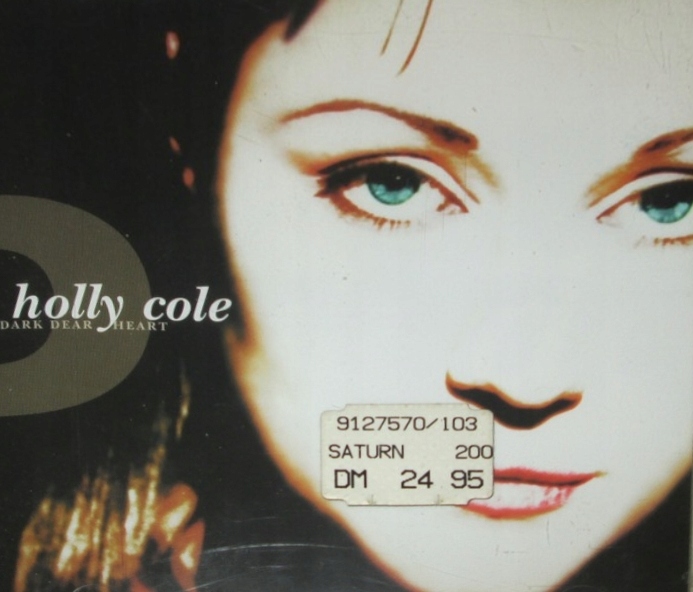 holly cole
DARK DEAR HEART
9127570/103
SATURN 200
DM 24 95